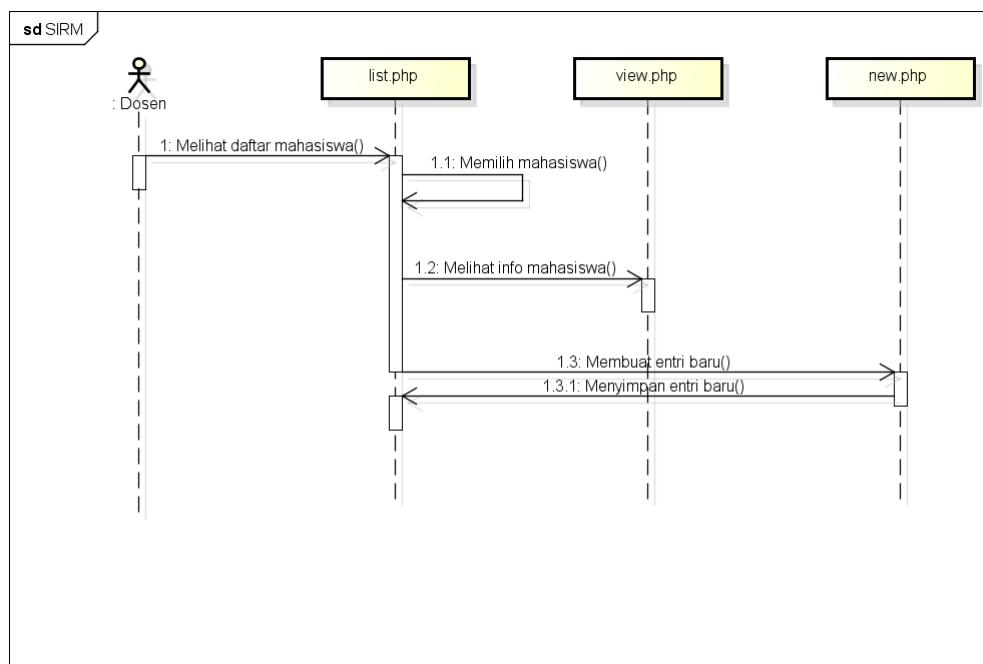 sd SIRM
: Dosen
list.php
view.php
new.php
1: Melihat daftar mahasiswa()
1.1: Memilih mahasiswa()
1.2: Melihat info mahasiswa()
1.3: Membuat entri baru()
1.3.1: Menyimpan entri baru()